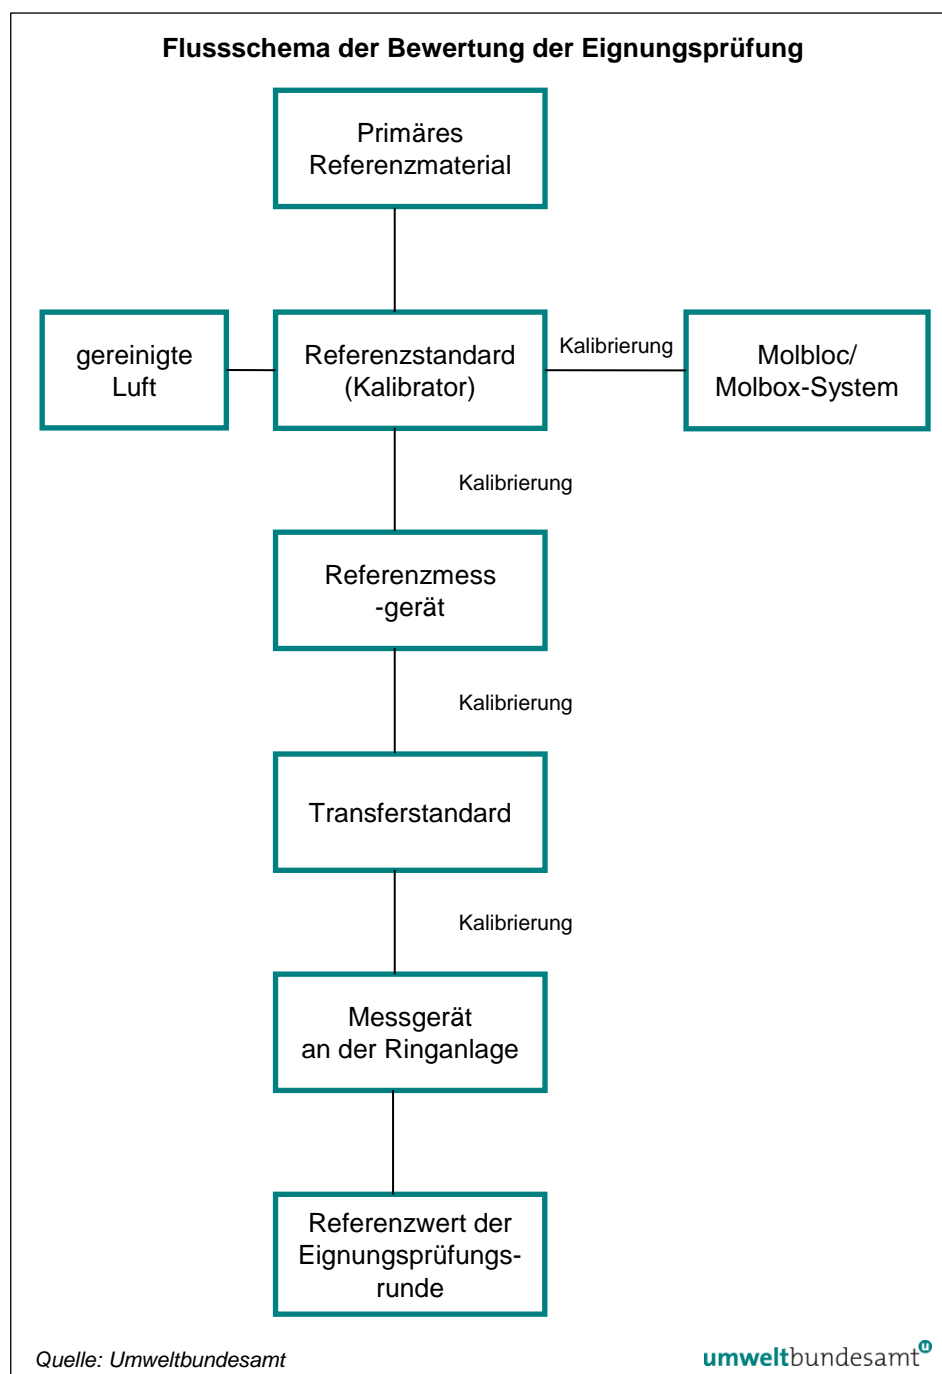 Flussschema der Bewertung der Eignungsprüfung
Primäres
Referenzmaterial
gereinigte
Luft
Referenzstandard
(Kalibrator)
Kalibrierung
Molbloc/
Molbox-System
Kalibrierung
Referenzmess
-gerät
Kalibrierung
Transferstandard
Kalibrierung
Messgerät
an der Ringanlage
Referenzwert der
Eignungsprüfungs-
runde
Quelle: Umweltbundesamt
umweltbundesamt
u